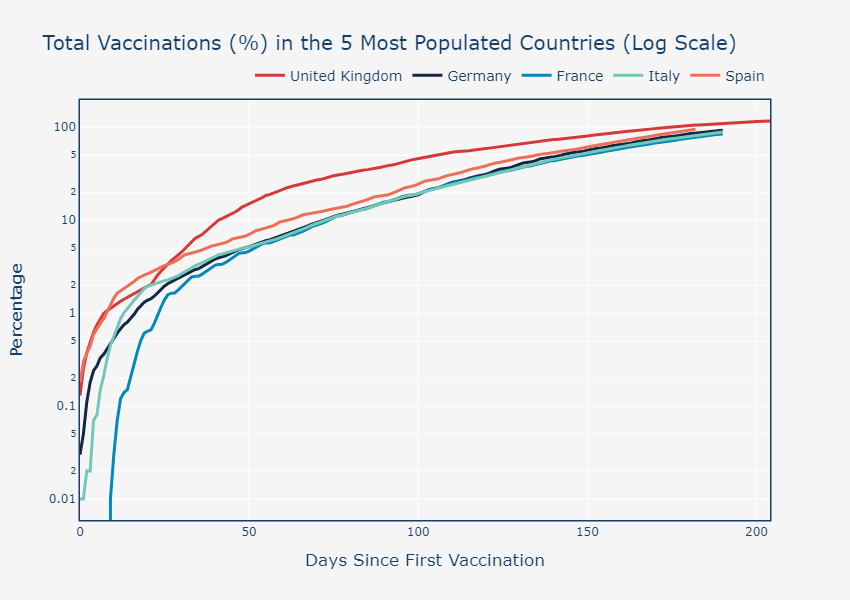 Total Vaccinations (%) in the 5 Most Populated Countries (Log Scale)
United Kingdom Germany France Italy Spain
100
5
2
10
5
2
1
5
2
0.1
5
2
0.01
Percentage
0 50 100 150 200
Days Since First Vaccination